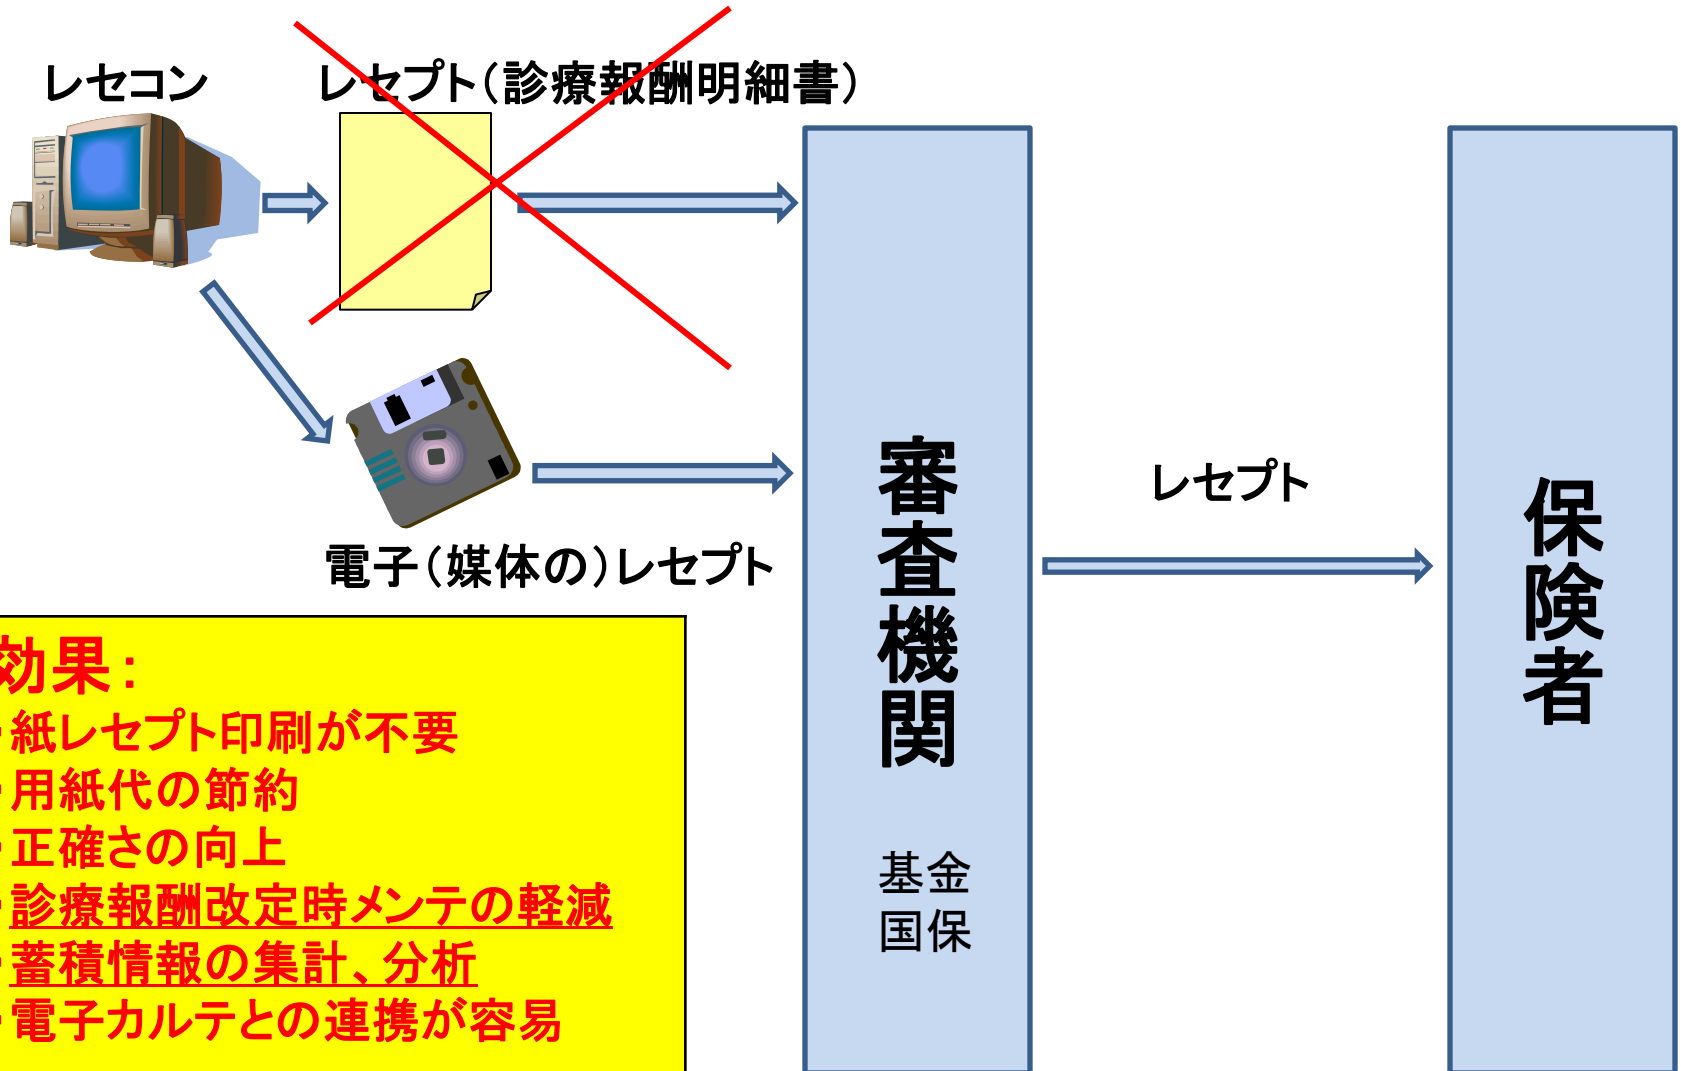 レセコン
レセプト（診療報酬明細書）
電子（媒体の）レセプト
審査機関
基金
国保
レセプト
保険者
効果：
・紙レセプト印刷が不要
・用紙代の節約
・正確さの向上
・診療報酬改定時メンテの軽減
・蓄積情報の集計、分析
・電子カルテとの連携が容易